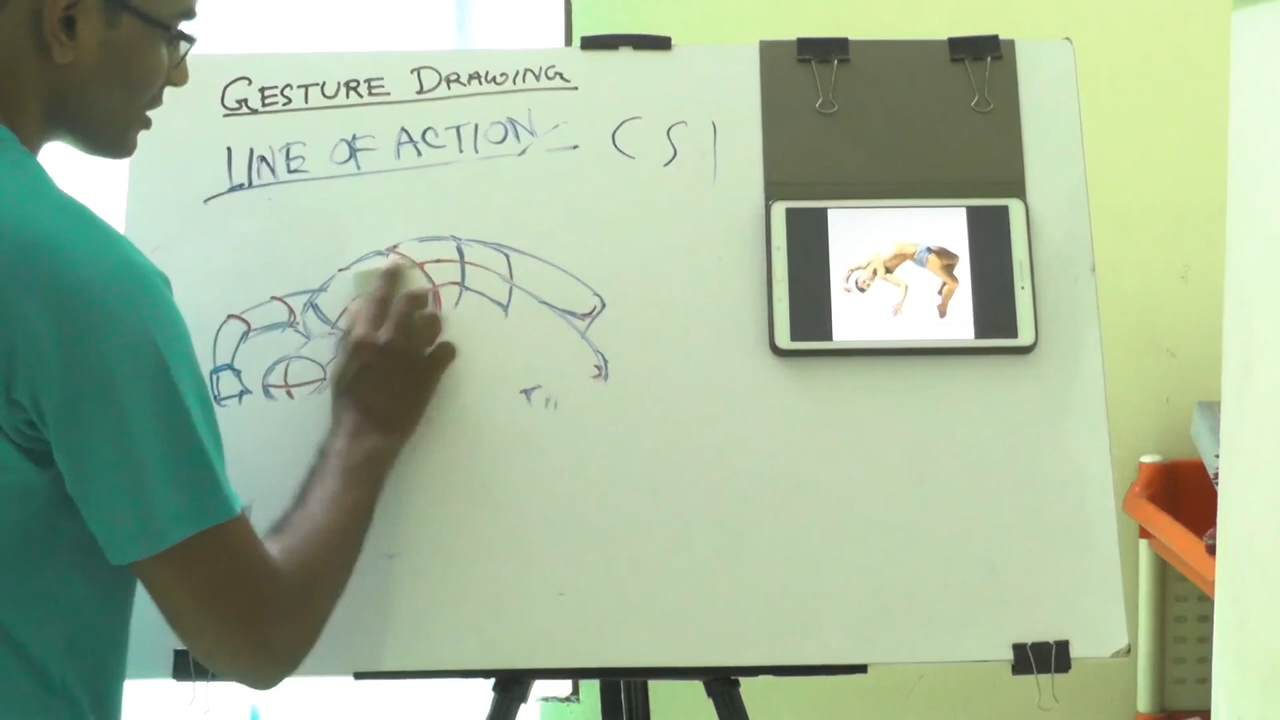 GESTURE DRAWING
LINE OF ACTION = C S I